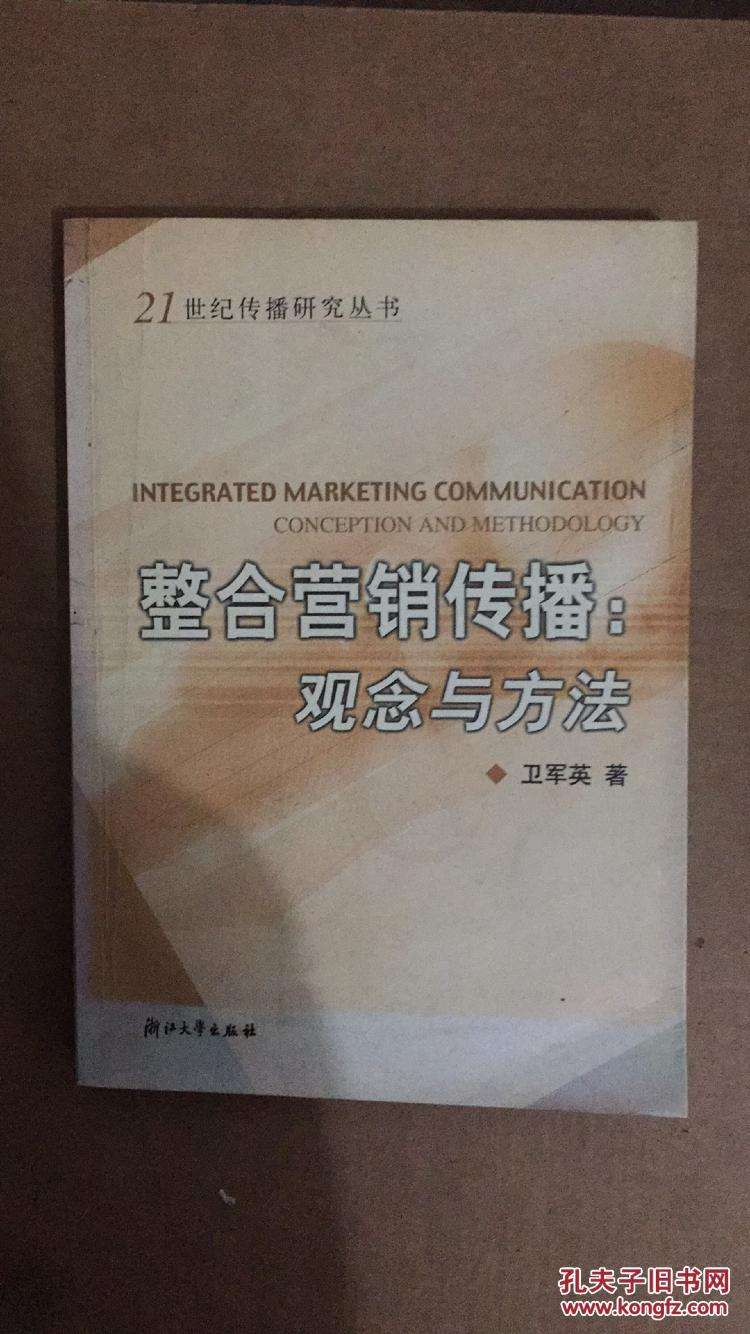 21世纪传播研究丛书
INTEGRATED MARKETING COMMUNICATION
CONCEPTION AND METHODOLOGY
整合营销传播:
观念与方法
◆ 卫军英 著
浙江大学出版社
孔夫子旧书网
www.kongfz.com